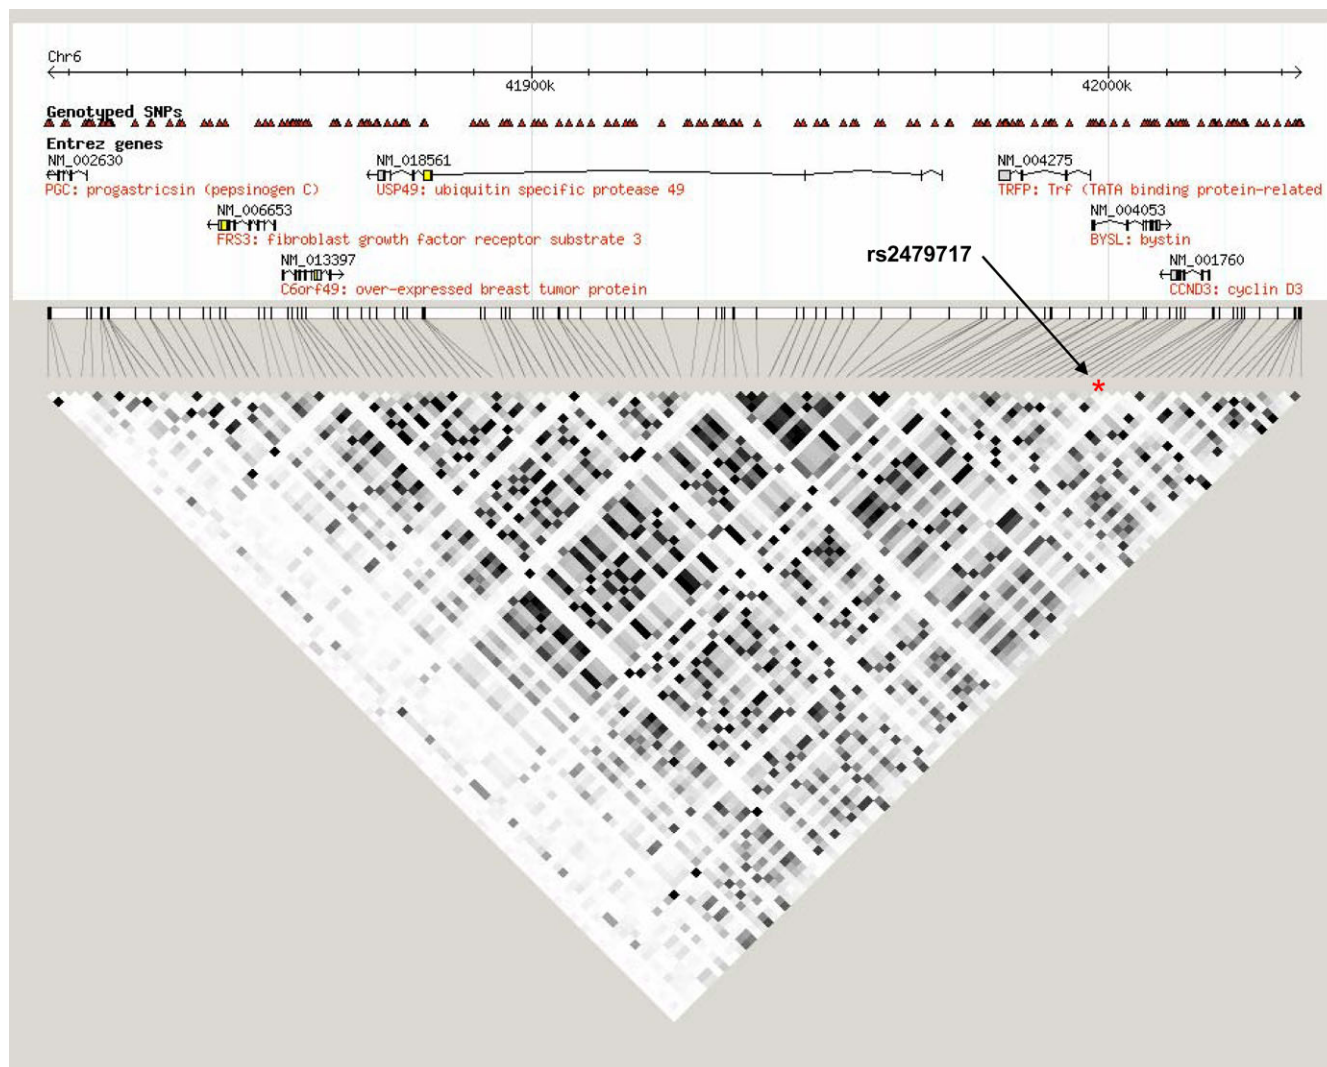 Chr6
41900k 42000k
Genotyped SNPs
Entrez genes
NM_002630 NM_018561 NM_004275
PGC: progastricsin (pepsinogen C) USP49: ubiquitin specific protease 49 TRFP: Trf (TATA binding protein-related
NM_006653 NM_004053
FRS3: fibroblast growth factor receptor substrate 3 BYSL: bystin
rs2479717
NM_013397 NM_001760
C6orf49: over-expressed breast tumor protein CCND3: cyclin D3
*